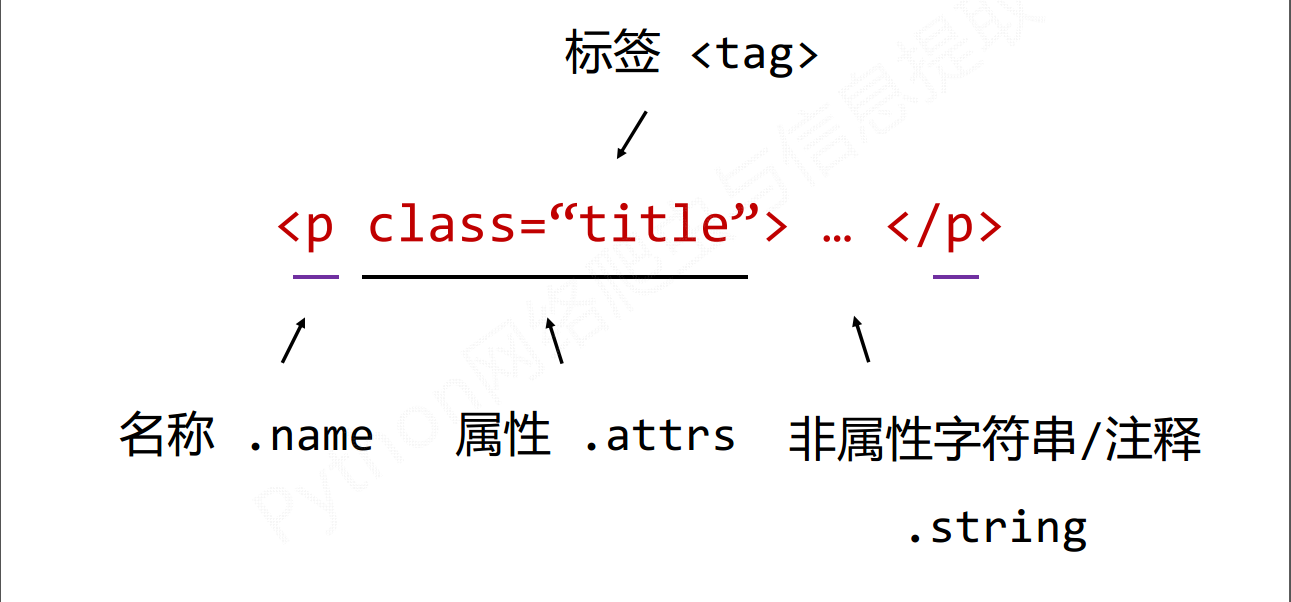 标签 <tag>
<p class=“title”> … </p>
名称 .name 属性 .attrs 非属性字符串/注释
.string
Python网络爬虫与信息提取